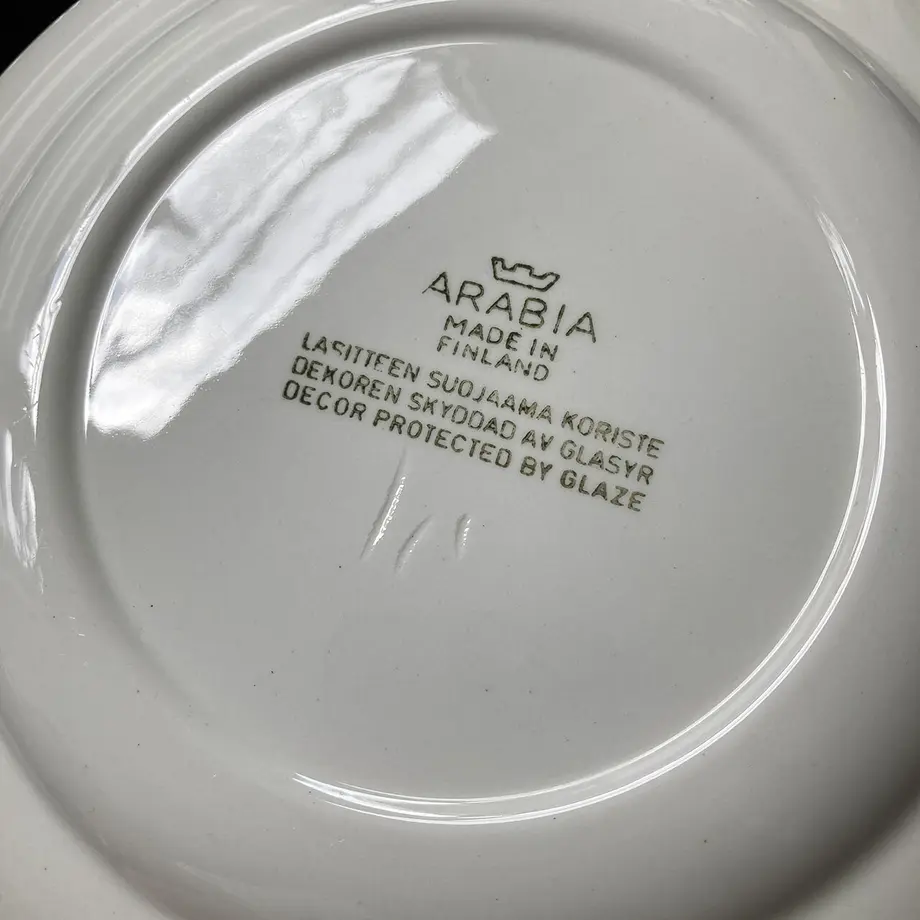 ARABIA
MADE IN
FINLAND
LASITTEEN SUOJAAMA KORISTE
DEKOREN SKYDDAD AV GLASYR
DECOR PROTECTED BY GLAZE